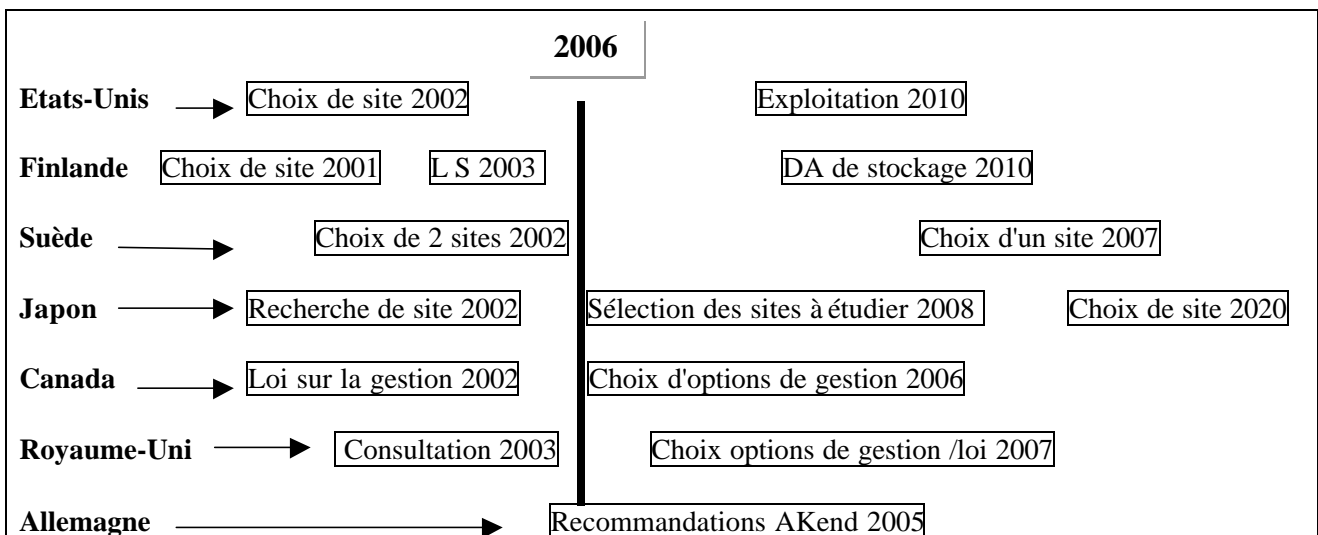 2006
Etats-Unis Choix de site 2002 Exploitation 2010
Finlande Choix de site 2001 L S 2003 DA de stockage 2010
Suède Choix de 2 sites 2002 Choix d'un site 2007
Japon Recherche de site 2002 Sélection des sites à étudier 2008 Choix de site 2020
Canada Loi sur la gestion 2002 Choix d'options de gestion 2006
Royaume-Uni Consultation 2003 Choix options de gestion /loi 2007
Allemagne Recommandations AKend 2005